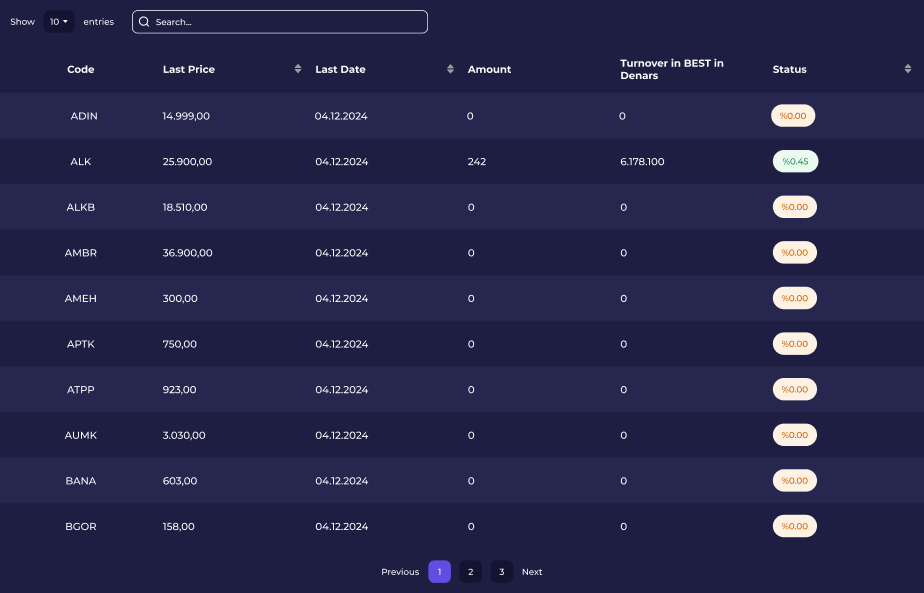 Show 10 entries Search...
Code Last Price Last Date Amount Turnover in BEST in Denars Status
ADIN 14.999,00 04.12.2024 0 0 %0.00
ALK 25.900,00 04.12.2024 242 6.178.100 %0.45
ALKB 18.510,00 04.12.2024 0 0 %0.00
AMBR 36.900,00 04.12.2024 0 0 %0.00
AMEH 300,00 04.12.2024 0 0 %0.00
APTK 750,00 04.12.2024 0 0 %0.00
ATPP 923,00 04.12.2024 0 0 %0.00
AUMK 3.030,00 04.12.2024 0 0 %0.00
BANA 603,00 04.12.2024 0 0 %0.00
BGOR 158,00 04.12.2024 0 0 %0.00
Previous 1 2 3 Next